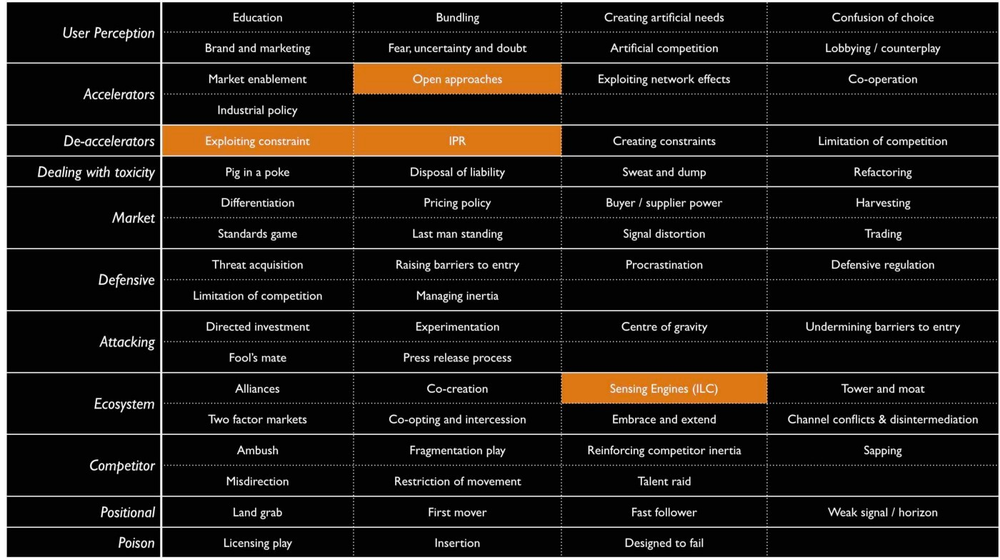 User Perception
Education
Bundling
Creating artificial needs
Confusion of choice
Brand and marketing
Fear, uncertainty and doubt
Artificial competition
Lobbying / counterplay
Accelerators
Market enablement
Open approaches
Exploiting network effects
Co-operation
Industrial policy
De-accelerators
Exploiting constraint
IPR
Creating constraints
Limitation of competition
Dealing with toxicity
Pig in a poke
Disposal of liability
Sweat and dump
Refactoring
Market
Differentiation
Pricing policy
Buyer / supplier power
Harvesting
Standards game
Last man standing
Signal distortion
Trading
Defensive
Threat acquisition
Raising barriers to entry
Procrastination
Defensive regulation
Limitation of competition
Managing inertia
Attacking
Directed investment
Experimentation
Centre of gravity
Undermining barriers to entry
Fool's mate
Press release process
Ecosystem
Alliances
Co-creation
Sensing Engines (ILC)
Tower and moat
Two factor markets
Co-opting and intercession
Embrace and extend
Channel conflicts & disintermediation
Competitor
Ambush
Fragmentation play
Reinforcing competitor inertia
Sapping
Misdirection
Restriction of movement
Talent raid
Positional
Land grab
First mover
Fast follower
Weak signal / horizon
Poison
Licensing play
Insertion
Designed to fail